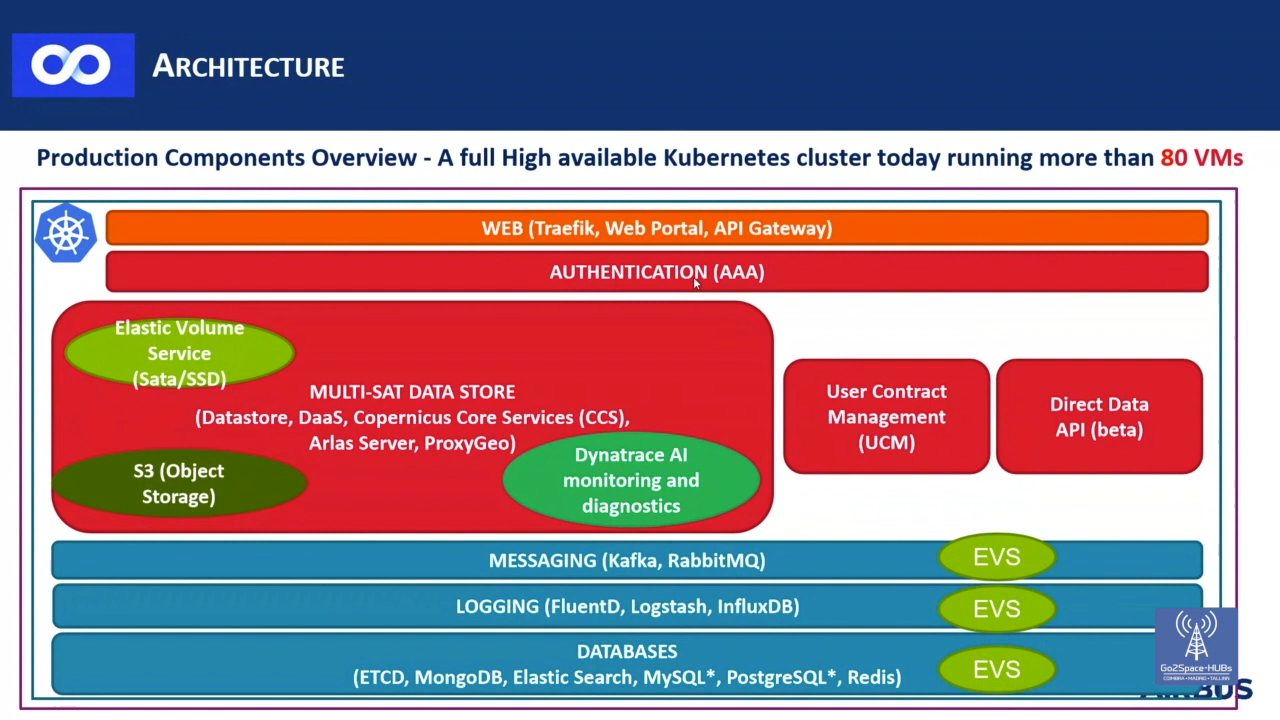 ARCHITECTURE
Production Components Overview - A full High available Kubernetes cluster today running more than 80 VMs
WEB (Traefik, Web Portal, API Gateway)
AUTHENTICATION (AAA)
Elastic Volume
Service
(Sata/SSD)
MULTI-SAT DATA STORE
(Datastore, DaaS, Copernicus Core Services (CCS),
Arlas Server, ProxyGeo)
S3 (Object
Storage)
Dynatrace AI
monitoring and
diagnostics
User Contract
Management
(UCM)
Direct Data
API (beta)
MESSAGING (Kafka, RabbitMQ)
EVS
LOGGING (FluentD, Logstash, InfluxDB)
EVS
DATABASES
(ETCD, MongoDB, Elastic Search, MySQL*, PostgreSQL*, Redis)
EVS
Go2Space-HUBs
COIMBRA • MADRID • TALLINN